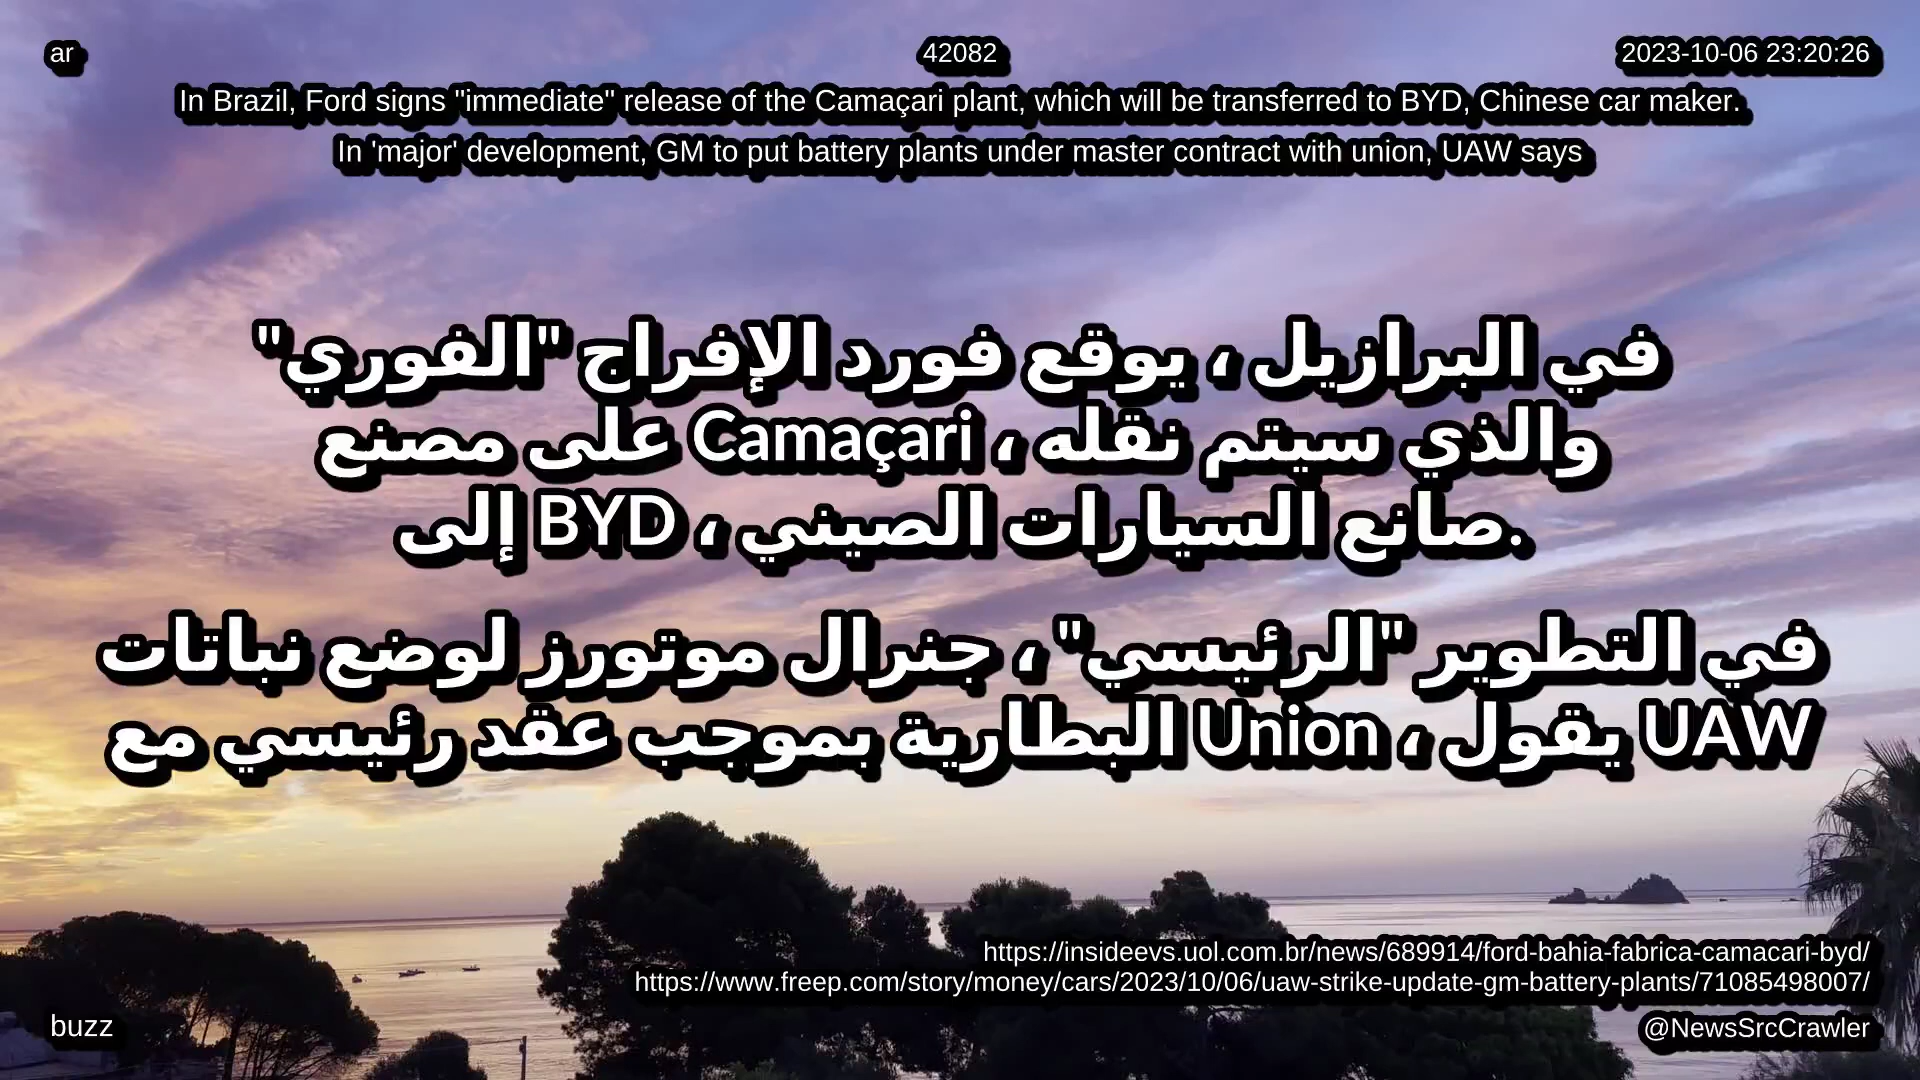 ar
42082
2023-10-06 23:20:26
In Brazil, Ford signs "immediate" release of the Camaçari plant, which will be transferred to BYD, Chinese car maker.
In 'major' development, GM to put battery plants under master contract with union, UAW says
في البرازيل ، يوقع فورد الإفراج "الفوري"
على مصنع Camaçari ، والذي سيتم نقله
إلى BYD ، صانع السيارات الصيني.
في التطوير "الرئيسي" ، جنرال موتورز لوضع نباتات
البطارية بموجب عقد رئيسي مع Union ، يقول UAW
https://insideevs.uol.com.br/news/689914/ford-bahia-fabrica-camacari-byd/
https://www.freep.com/story/money/cars/2023/10/06/uaw-strike-update-gm-battery-plants/71085498007/
buzz
@NewsSrcCrawler